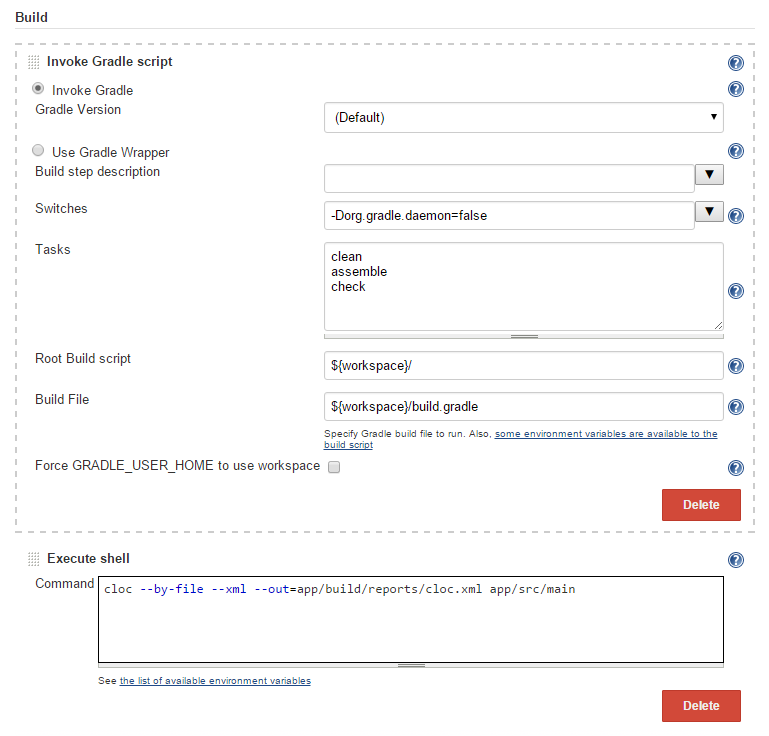 Build
Invoke Gradle script
Invoke Gradle
Gradle Version
(Default)
Use Gradle Wrapper
Build step description
Switches
-Dorg.gradle.daemon=false
Tasks
clean
assemble
check
Root Build script
${workspace}/
Build File
${workspace}/build.gradle
Specify Gradle build file to run. Also, some environment variables are available to the
build script
Force GRADLE_USER_HOME to use workspace
Delete
Execute shell
Command
cloc --by-file --xml --out=app/build/reports/cloc.xml app/src/main
See the list of available environment variables
Delete